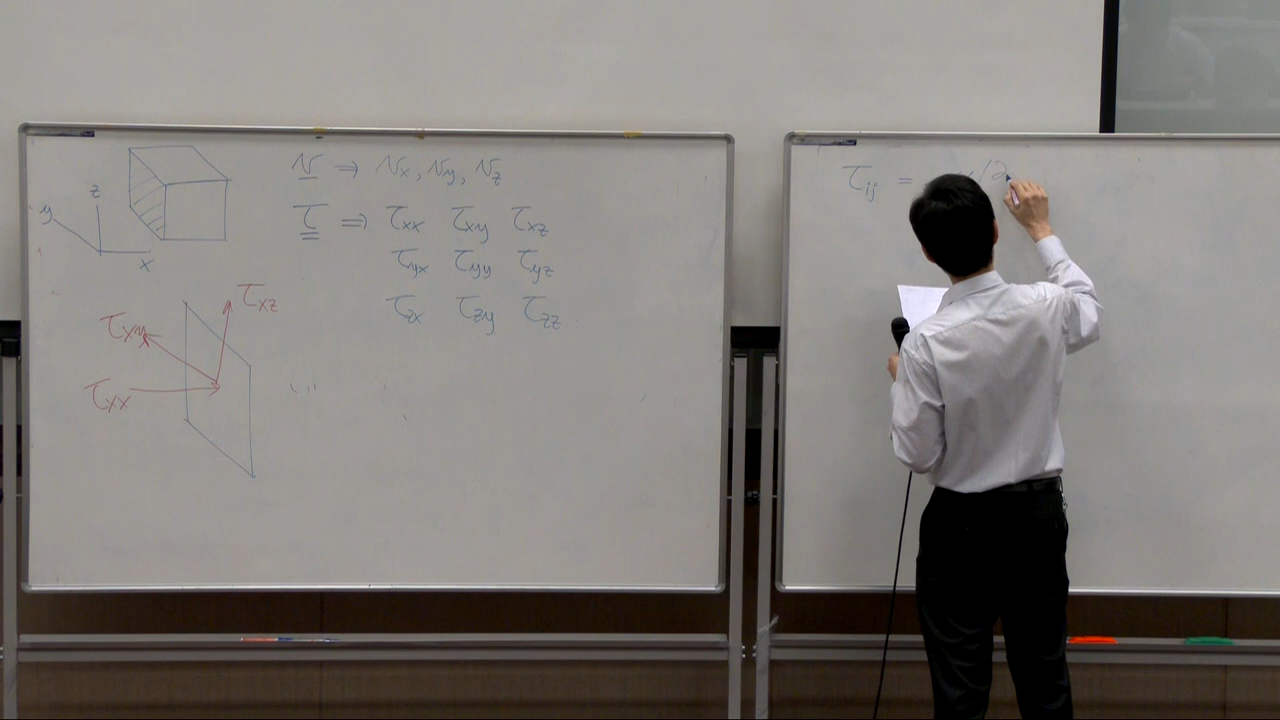 z
y
x
v ⇒ vx, vy, vz
τ ⇒ τxx τxy τxz
τyx τyy τyz
τzx τzy τzz
τxz
τxy
τxx
τij =